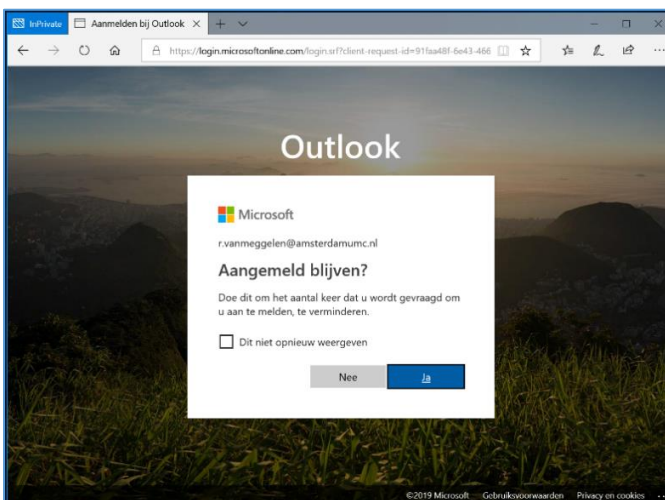 InPrivate Aanmelden bij Outlook
https://login.microsoftonline.com/login.srf?client-request-id=91faa48f-6e43-466
Outlook
Microsoft
r.vanmeggelen@amsterdamumc.nl
Aangemeld blijven?
Doe dit om het aantal keer dat u wordt gevraagd om
u aan te melden, te verminderen.
Dit niet opnieuw weergeven
Nee Ja
©2019 Microsoft Gebruiksvoorwaarden Privacy en cookies ...